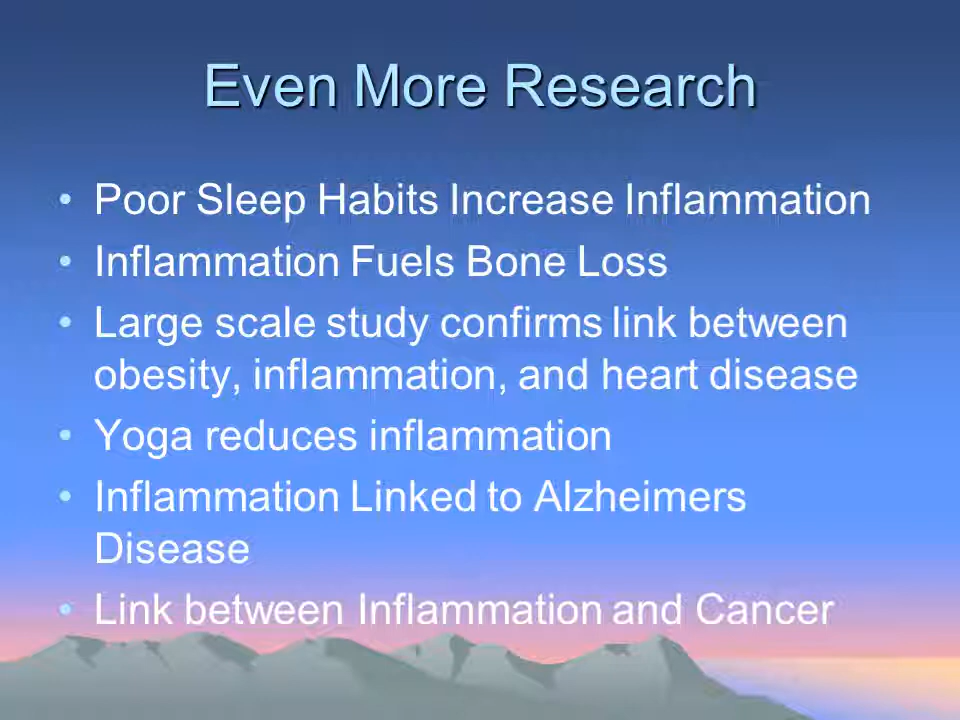 Even More Research
• Poor Sleep Habits Increase Inflammation
• Inflammation Fuels Bone Loss
• Large scale study confirms link between
obesity, inflammation, and heart disease
• Yoga reduces inflammation
• Inflammation Linked to Alzheimers
Disease
• Link between Inflammation and Cancer